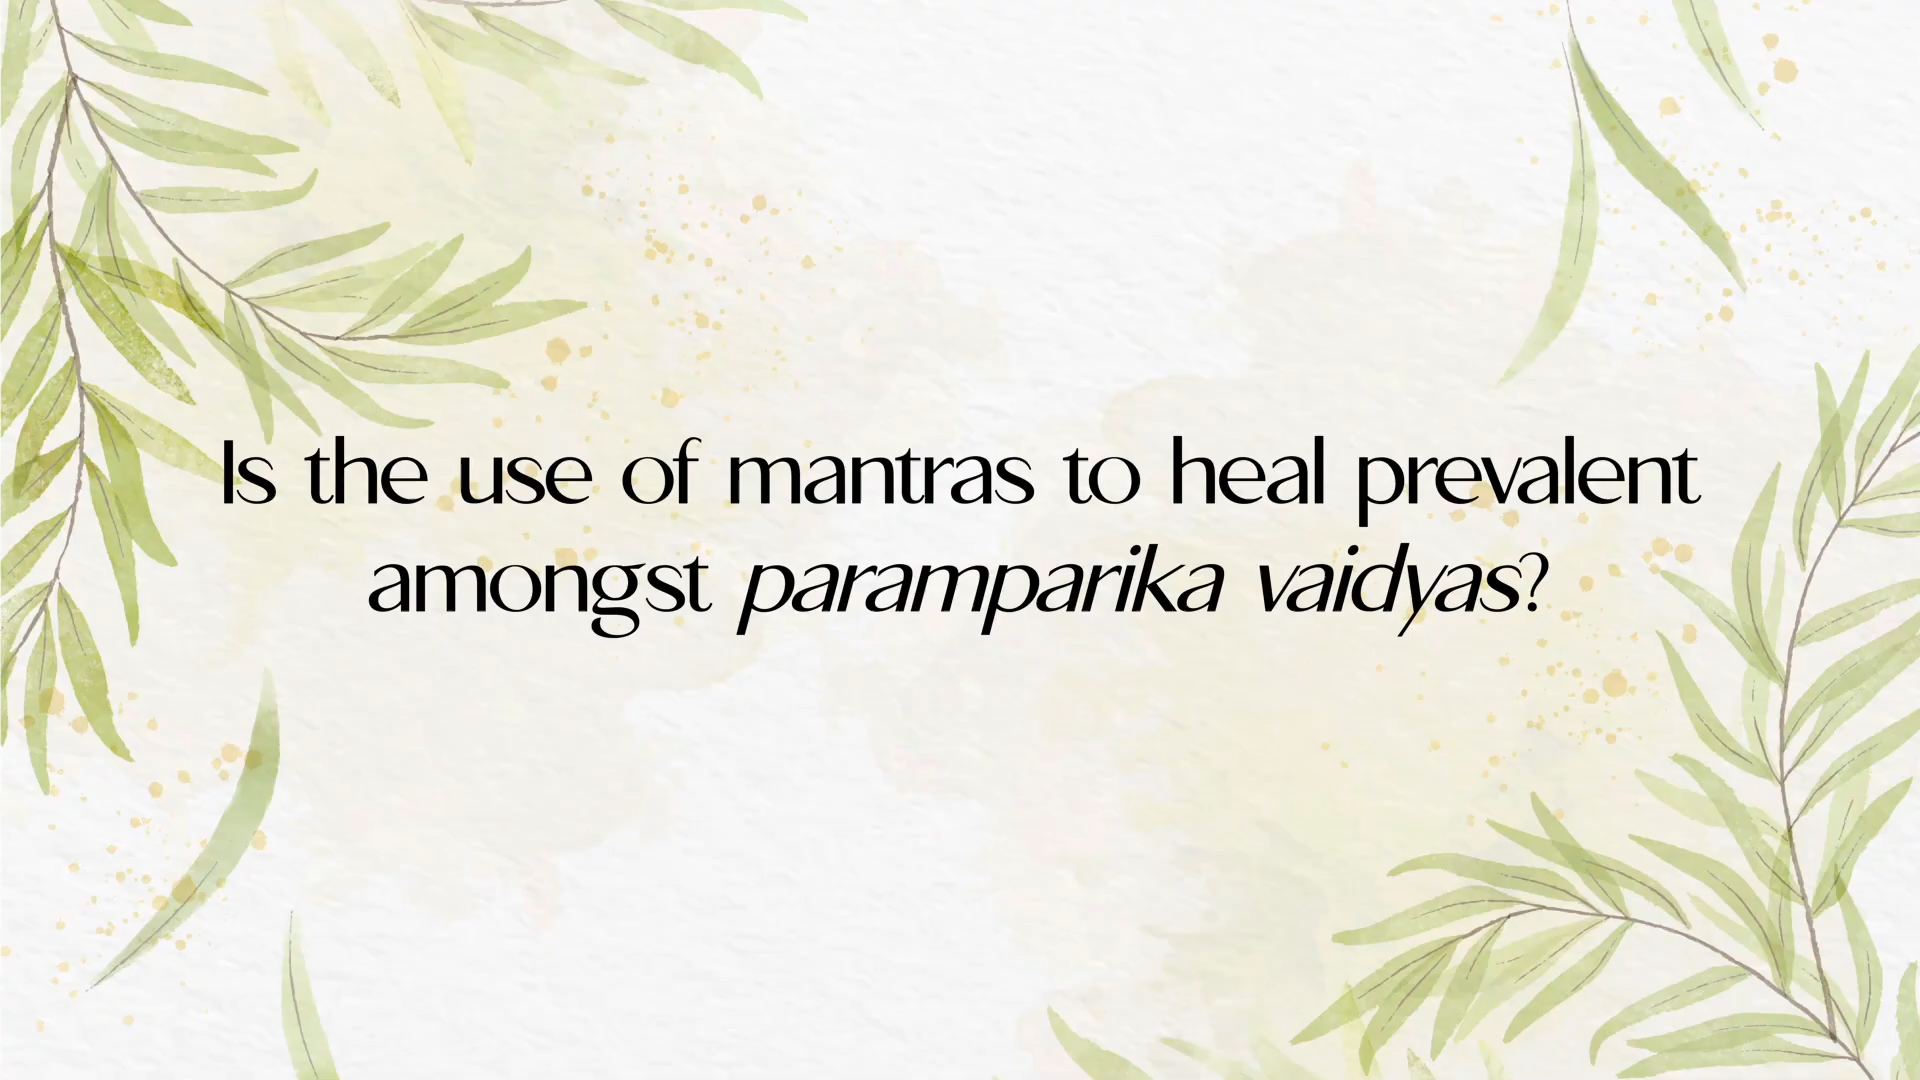 Is the use of mantras to heal prevalent
amongst paramparika vaidyas?